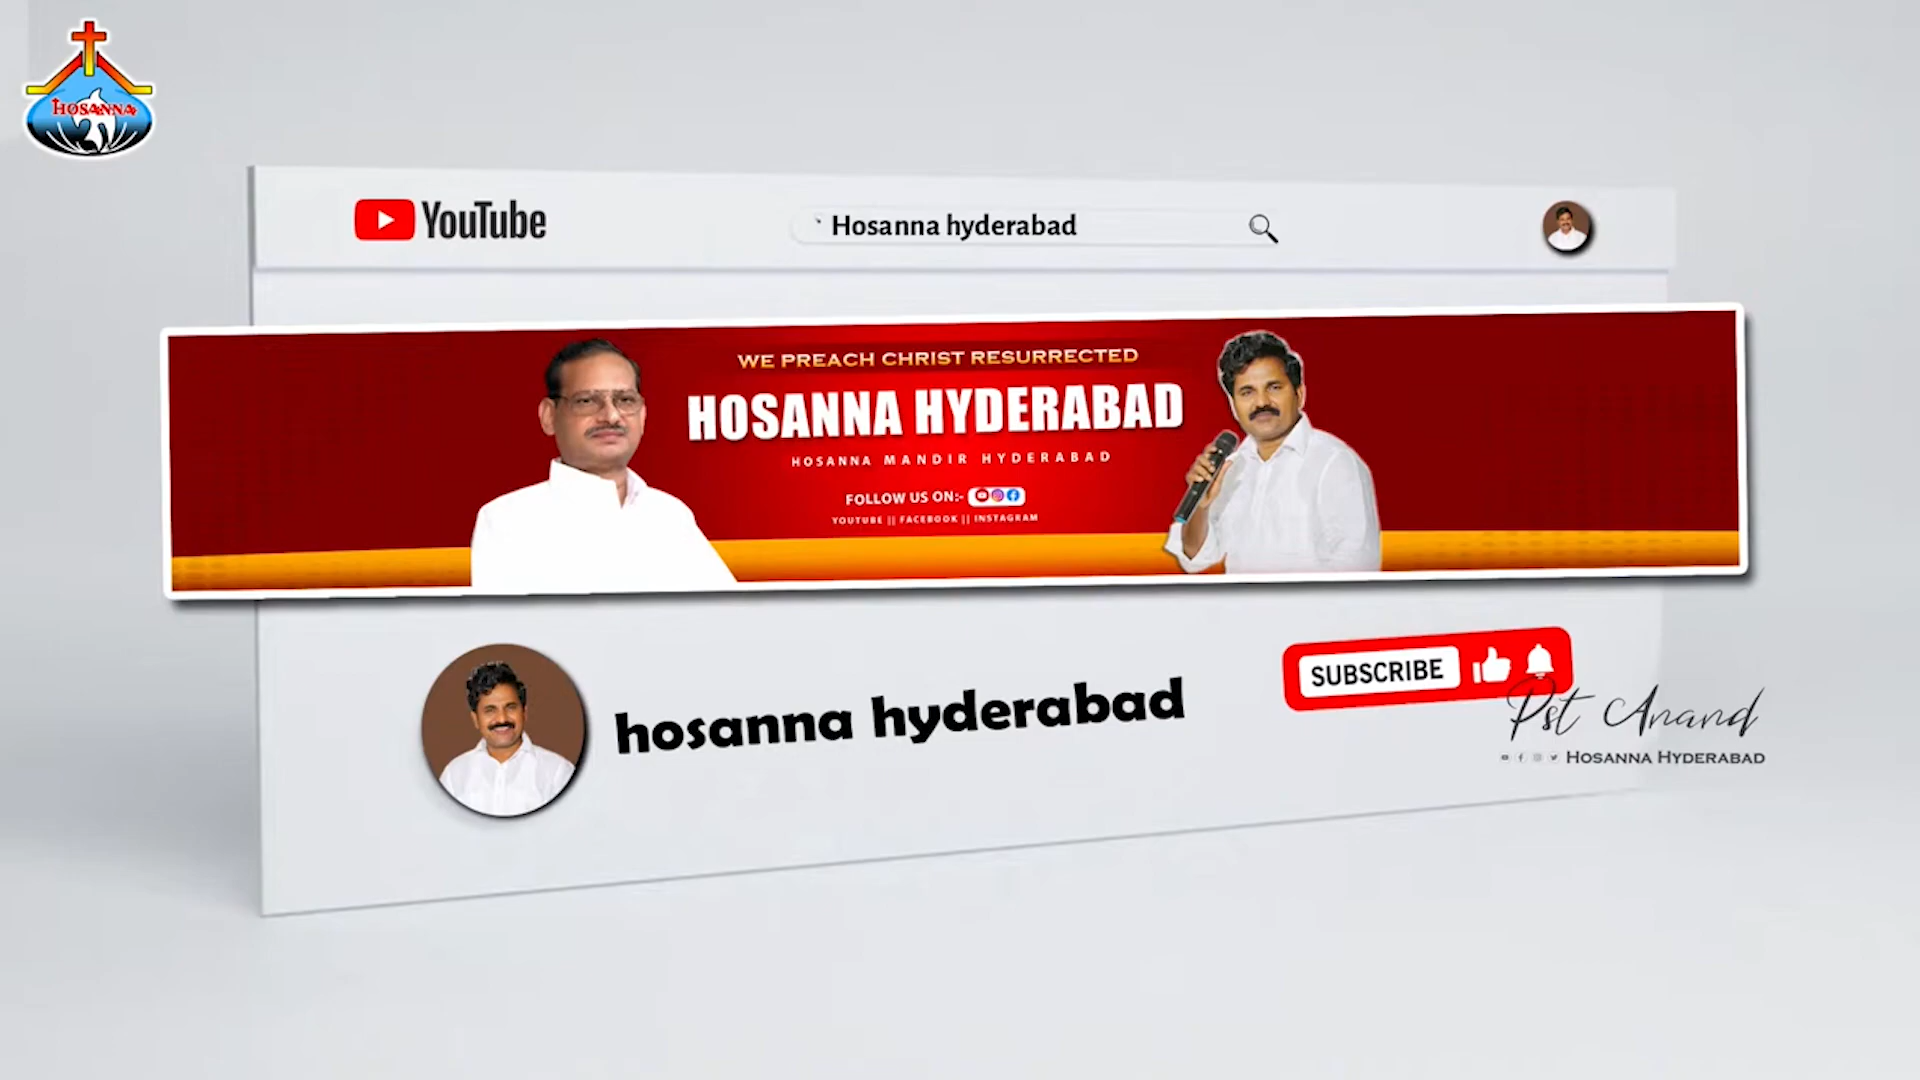 HOSANNA
YouTube
Hosanna hyderabad
WE PREACH CHRIST RESURRECTED
HOSANNA HYDERABAD
HOSANNA MANDIR HYDERABAD
FOLLOW US ON:-
YOUTUBE || FACEBOOK || INSTAGRAM
hosanna hyderabad
SUBSCRIBE
Pst Anand
HOSANNA HYDERABAD